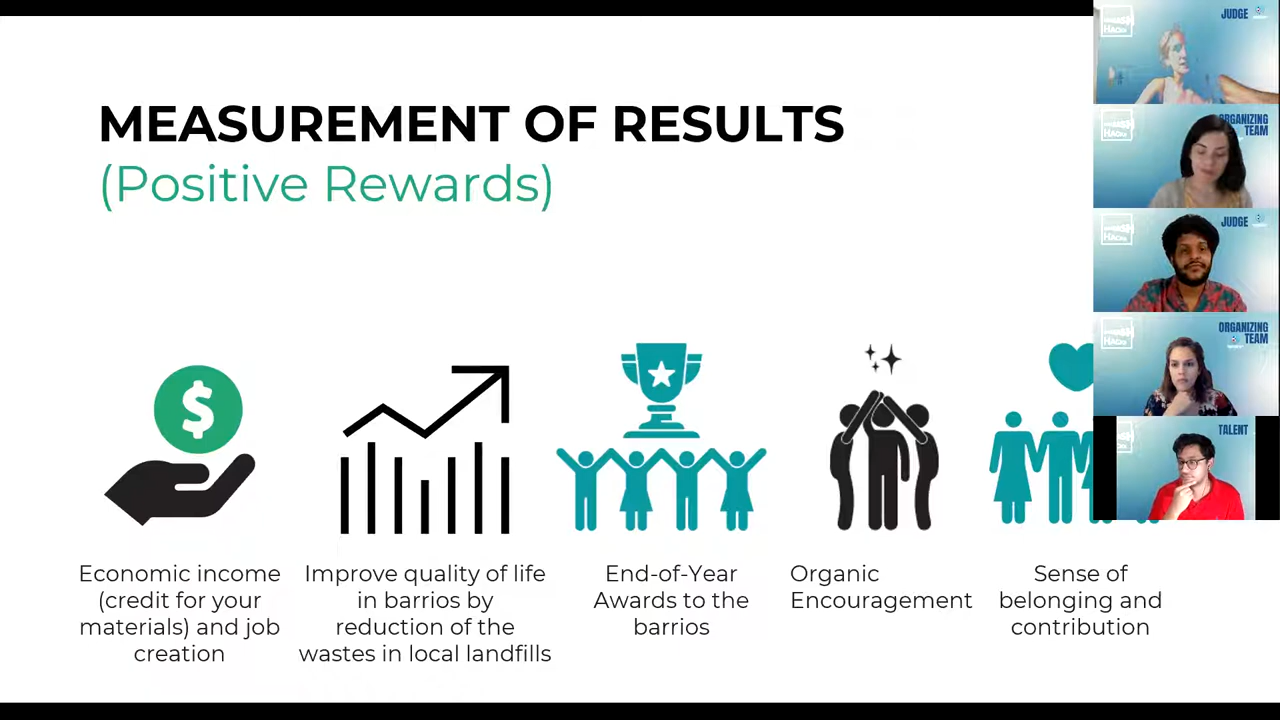 MEASUREMENT OF RESULTS
(Positive Rewards)
$
Economic income
(credit for your
materials) and job
creation
Improve quality of life
in barrios by
reduction of the
wastes in local landfills
End-of-Year
Awards to the
barrios
Organic
Encouragement
Sense of
belonging and
contribution
JUDGE
ORGANIZING
TEAM
JUDGE
ORGANIZING
TEAM
TALENT